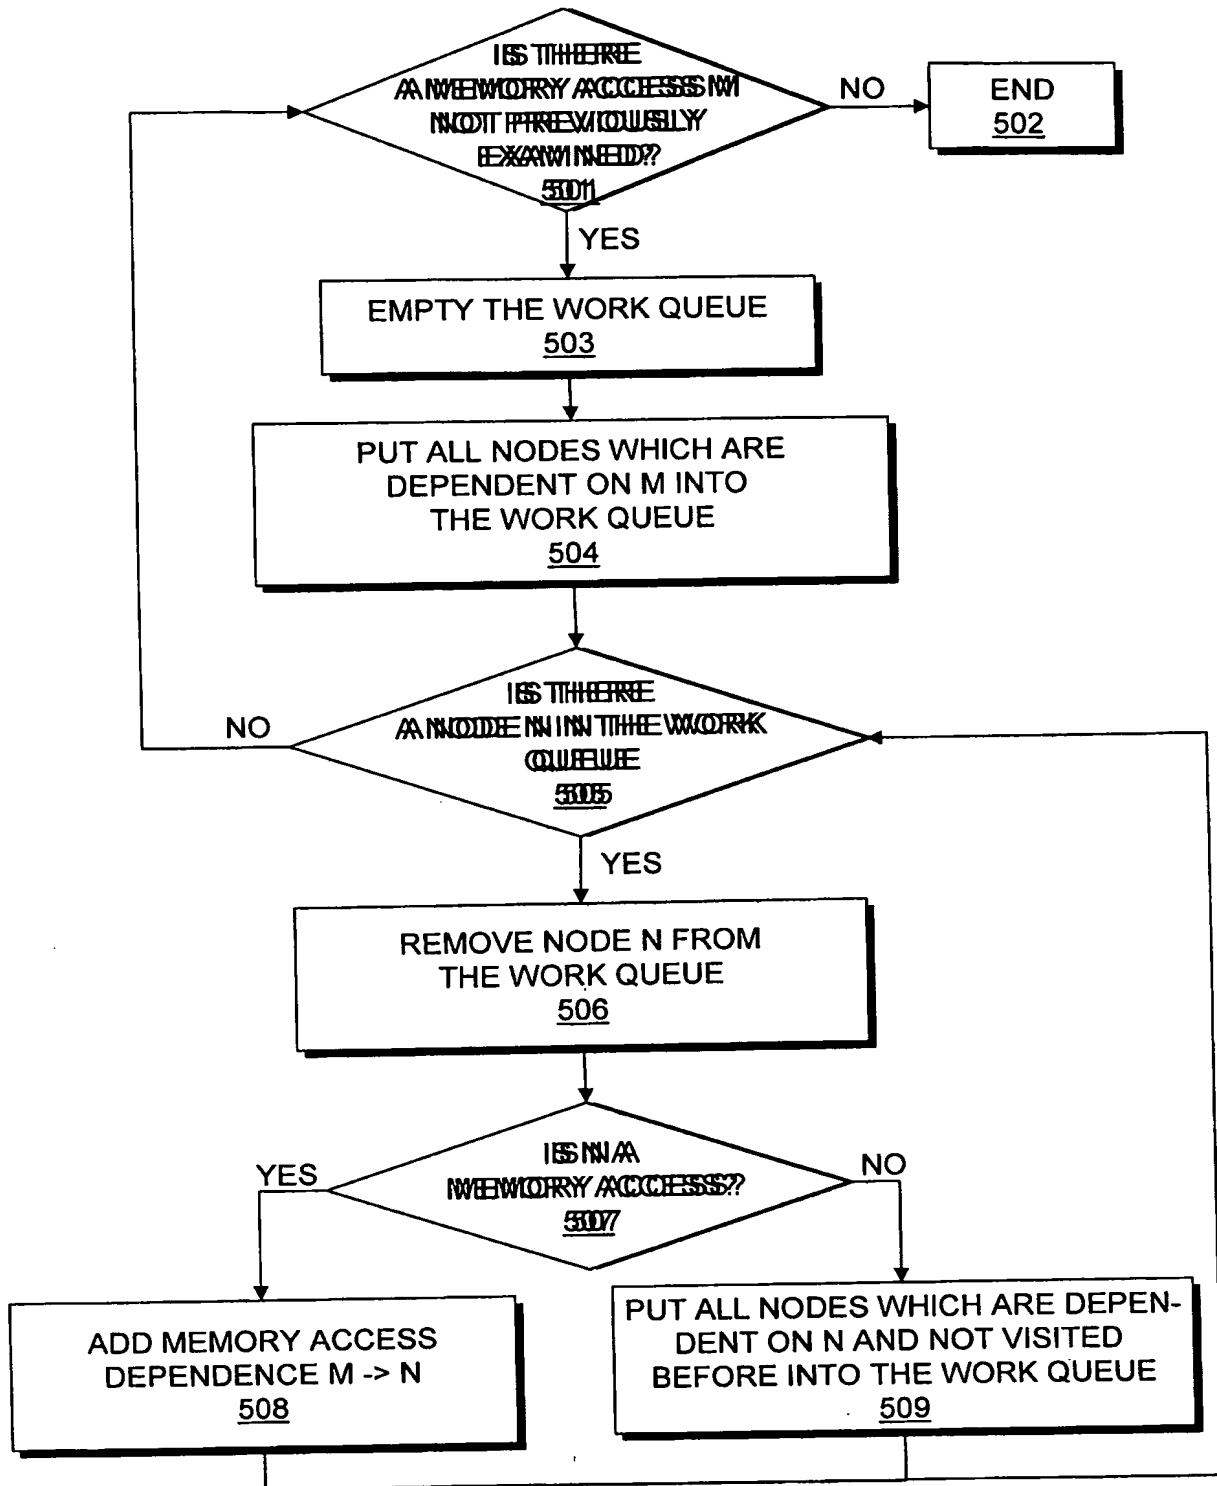 IS THERE
A MEMORY ACCESS M
NOT PREVIOUSLY
EXAMINED?
501
NO
END
502
YES
EMPTY THE WORK QUEUE
503
PUT ALL NODES WHICH ARE
DEPENDENT ON M INTO
THE WORK QUEUE
504
IS THERE
A NODE N IN THE WORK
QUEUE
505
NO
YES
REMOVE NODE N FROM
THE WORK QUEUE
506
IS N A
MEMORY ACCESS?
507
YES
NO
ADD MEMORY ACCESS
DEPENDENCE M -> N
508
PUT ALL NODES WHICH ARE DEPEN-
DENT ON N AND NOT VISITED
BEFORE INTO THE WORK QUEUE
509